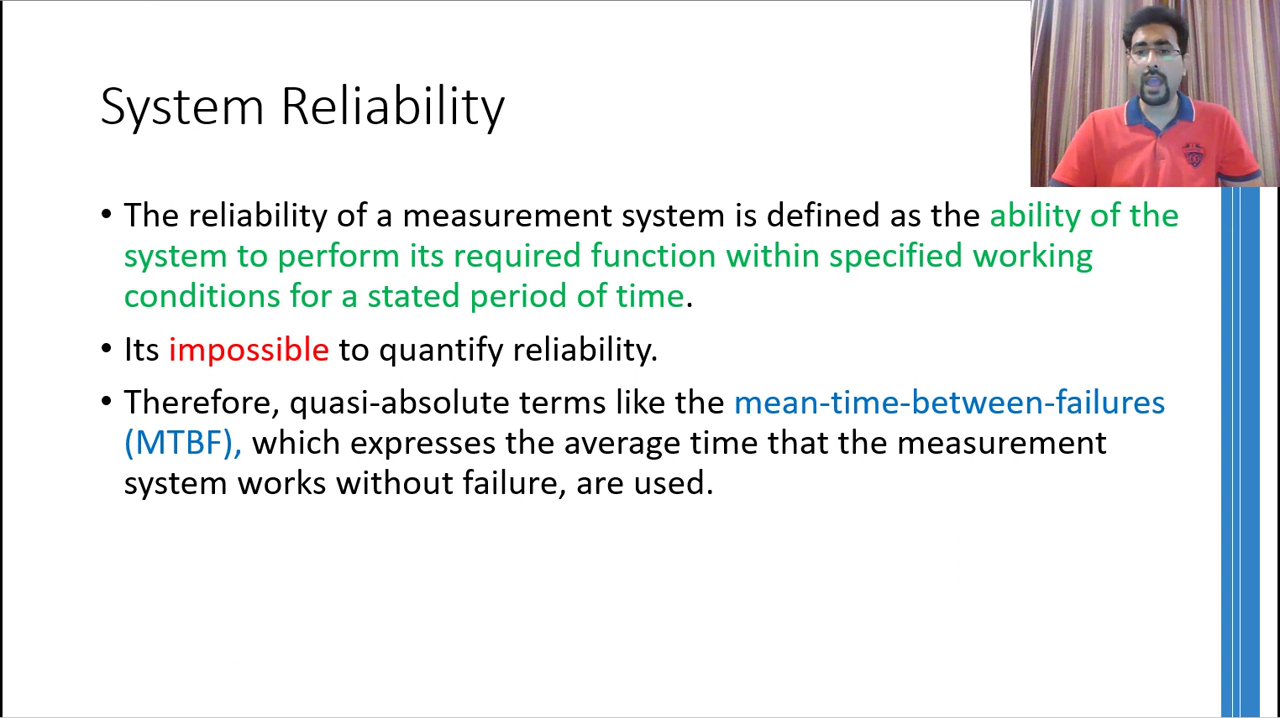 System Reliability
• The reliability of a measurement system is defined as the ability of the
system to perform its required function within specified working
conditions for a stated period of time.
• Its impossible to quantify reliability.
• Therefore, quasi-absolute terms like the mean-time-between-failures
(MTBF), which expresses the average time that the measurement
system works without failure, are used.